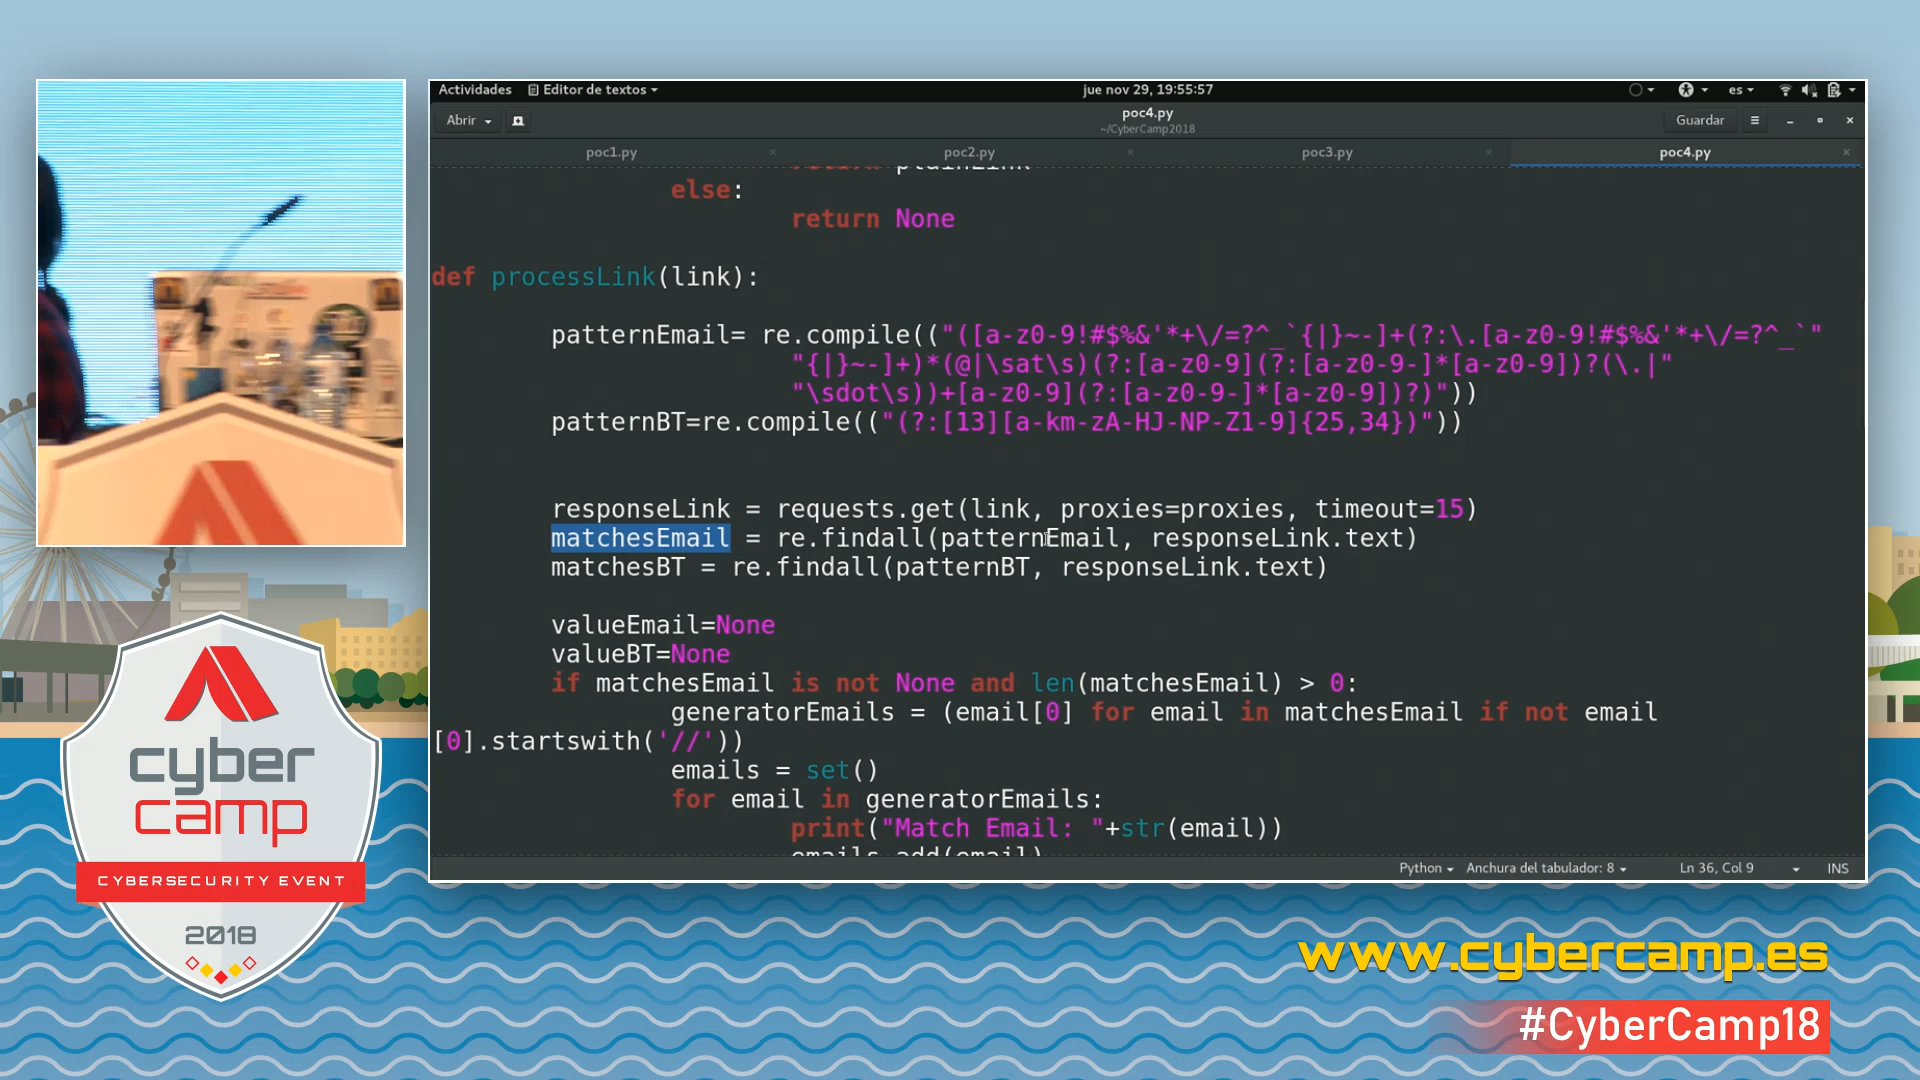 Actividades Editor de textos jue nov 29, 19:55:57 es
Abrir poc4.py Guardar
~/CyberCamp2018
poc1.py poc2.py poc3.py poc4.py
else:
return None
def processLink(link):
patternEmail= re.compile(("([a-z0-9!#$%&'*+\/=?^_`{|}~-]+(?:\.[a-z0-9!#$%&'*+\/=?^_`"
"{|}~-]+)*(@|\sat\s)(?:[a-z0-9](?:[a-z0-9-]*[a-z0-9])?(\.|"
"\sdot\s))+[a-z0-9](?:[a-z0-9-]*[a-z0-9])?)"))
patternBT=re.compile(("(?:[13][a-km-zA-HJ-NP-Z1-9]{25,34})"))
responseLink = requests.get(link, proxies=proxies, timeout=15)
matchesEmail = re.findall(patternEmail, responseLink.text)
matchesBT = re.findall(patternBT, responseLink.text)
valueEmail=None
valueBT=None
if matchesEmail is not None and len(matchesEmail) > 0:
generatorEmails = (email[0] for email in matchesEmail if not email
[0].startswith('//'))
emails = set()
for email in generatorEmails:
print("Match Email: "+str(email))
emails.add(email)
Python Anchura del tabulador: 8 Ln 36, Col 9 INS
cyber
camp
CYBERSECURITY EVENT
2018
www.cybercamp.es
#CyberCamp18